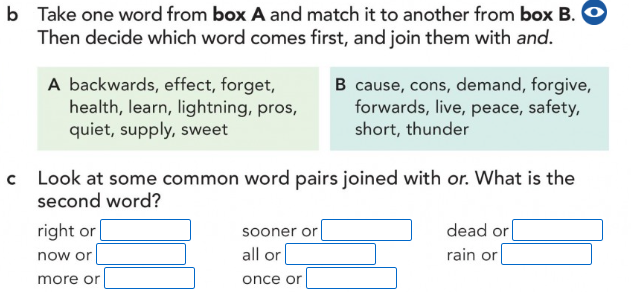 b Take one word from box A and match it to another from box B.
Then decide which word comes first, and join them with and.
A backwards, effect, forget,
health, learn, lightning, pros,
quiet, supply, sweet
B cause, cons, demand, forgive,
forwards, live, peace, safety,
short, thunder
c Look at some common word pairs joined with or. What is the
second word?
right or
sooner or
dead or
now or
all or
rain or
more or
once or